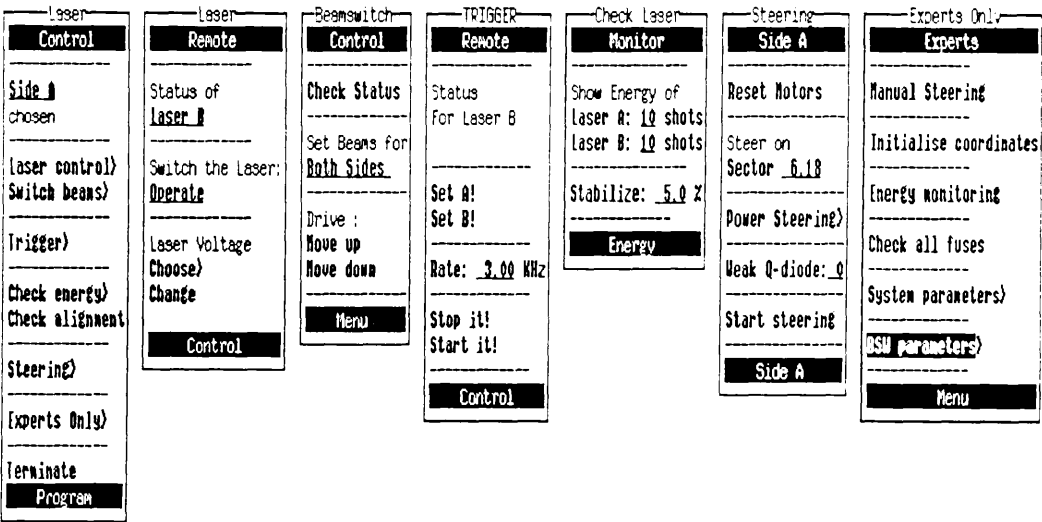 Laser
Control
Side A
chosen
Laser control>
Switch beams>
Trigger>
Check energy>
Check alignment
Steering>
Experts Only>
Terminate
Program
Laser
Remote
Status of
laser B
Switch the Laser:
Operate
Laser Voltage
Choose>
Change
Control
Beamswitch
Control
Check Status
Set Beams for
Both Sides
Drive :
Move up
Move down
Menu
TRIGGER
Remote
Status
For Laser B
Set A!
Set B!
Rate: 3.00 KHz
Stop it!
Start it!
Control
Check Laser
Monitor
Show Energy of
Laser A: 10 shots
Laser B: 10 shots
Stabilize: 5.0 %
Energy
Steering
Side A
Reset Motors
Steer on
Sector 6.18
Power Steering>
Weak Q-diode: 0
Start steering
Side A
Experts Only
Experts
Manual Steering
Initialise coordinates
Energy monitoring
Check all fuses
System parameters>
BSW parameters>
Menu